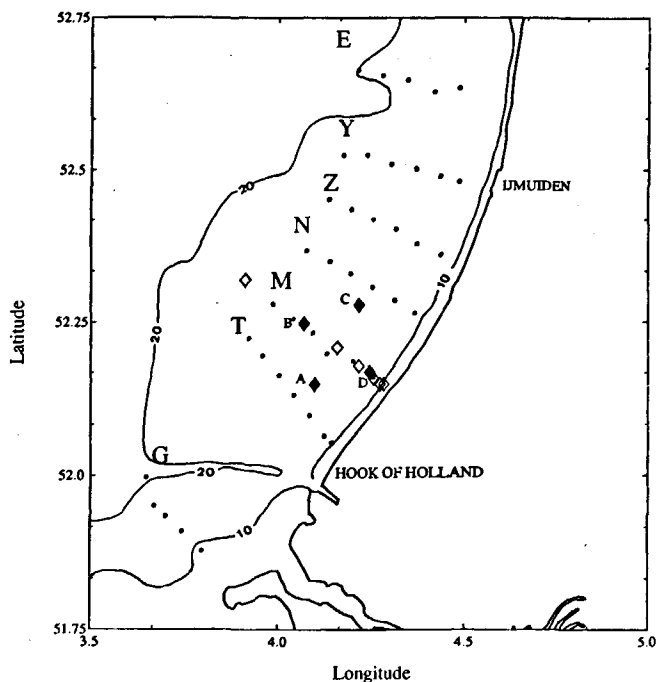 52.75
E
Y
52.5
Z
IJMUIDEN
20
N
10
M
C
T
B
52.25
20
Latitude
A
D
G
52.0
20
HOOK OF HOLLAND
10
51.75
3.5
4.0
4.5
5.0
Longitude